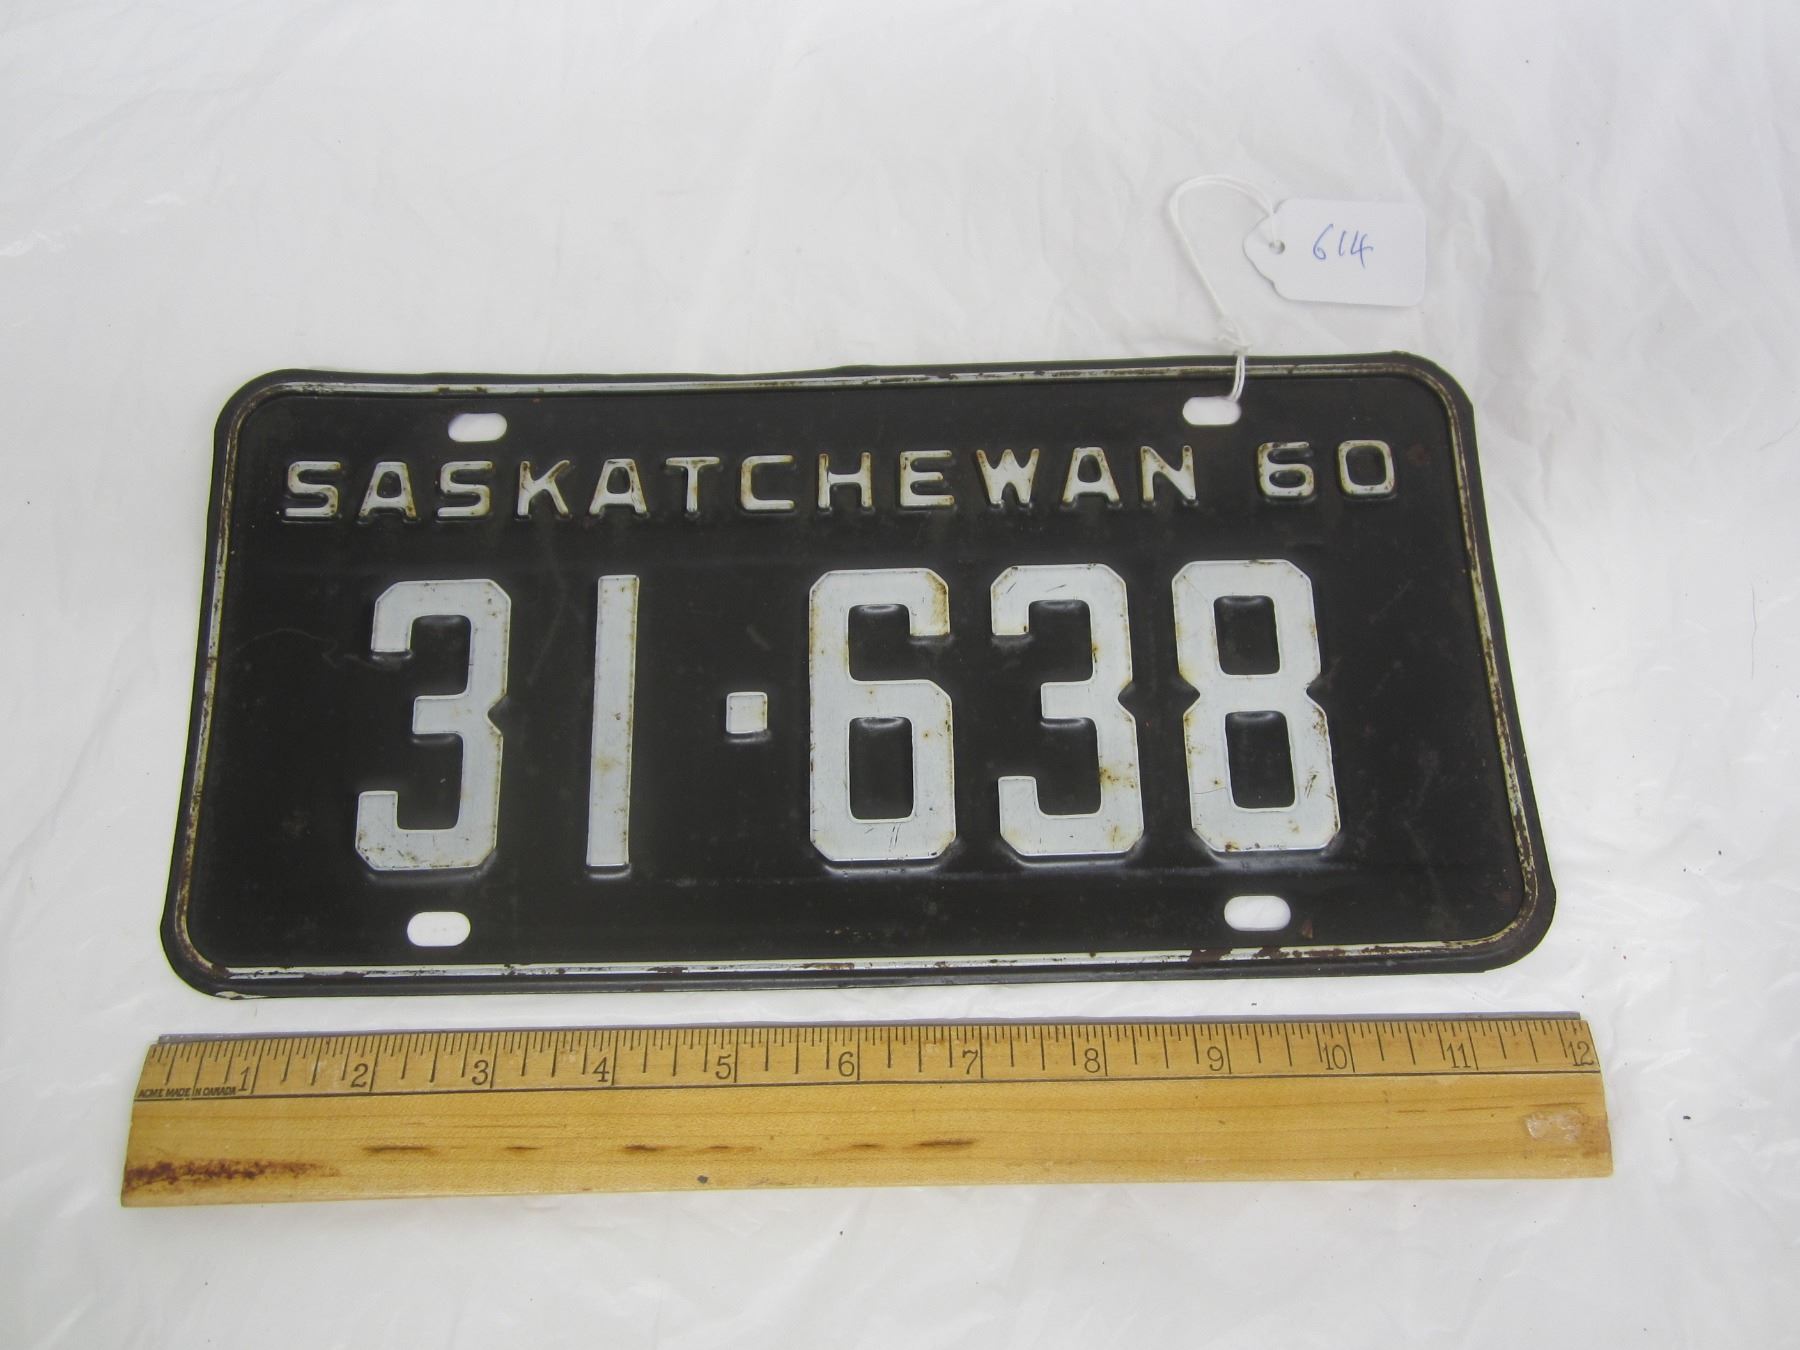 614
SASKATCHEWAN 60
31·638
1 2 3 4 5 6 7 8 9 10 11 12
ACME MADE IN CANADA